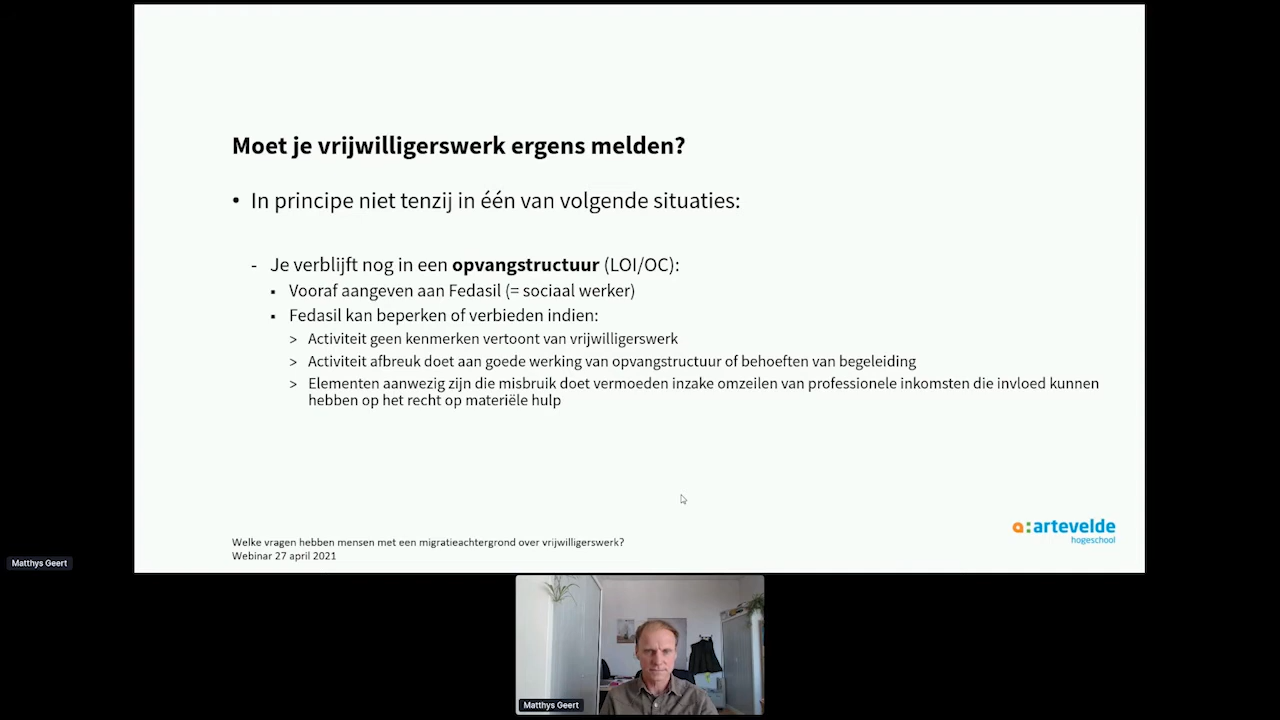 Moet je vrijwilligerswerk ergens melden?
• In principe niet tenzij in één van volgende situaties:
- Je verblijft nog in een opvangstructuur (LOI/OC):
▪ Vooraf aangeven aan Fedasil (= sociaal werker)
▪ Fedasil kan beperken of verbieden indien:
> Activiteit geen kenmerken vertoont van vrijwilligerswerk
> Activiteit afbreuk doet aan goede werking van opvangstructuur of behoeften van begeleiding
> Elementen aanwezig zijn die misbruik doet vermoeden inzake omzeilen van professionele inkomsten die invloed kunnen
hebben op het recht op materiële hulp
a:artevelde
hogeschool
Welke vragen hebben mensen met een migratieachtergrond over vrijwilligerswerk?
Webinar 27 april 2021
Matthys Geert
Matthys Geert